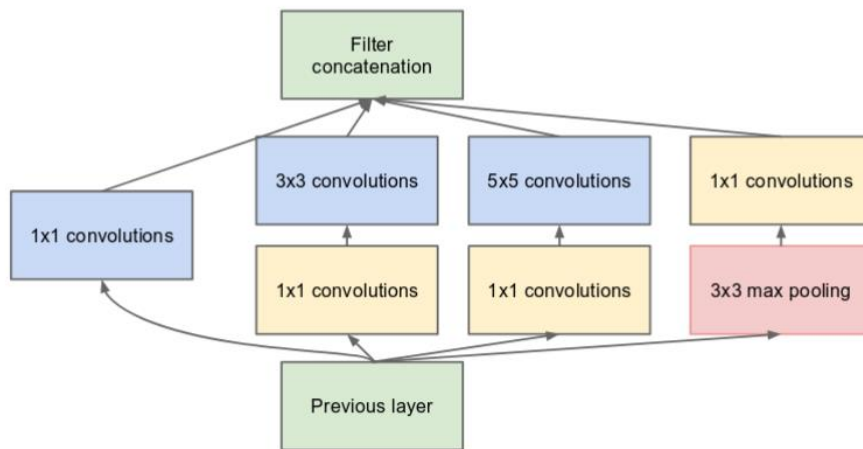 Filter
concatenation
3x3 convolutions
5x5 convolutions
1x1 convolutions
1x1 convolutions
1x1 convolutions
1x1 convolutions
3x3 max pooling
Previous layer